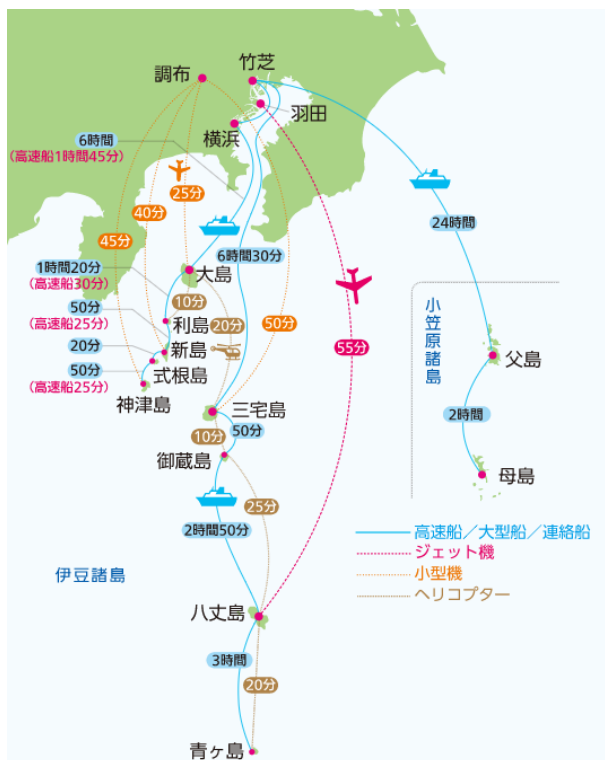 竹芝
調布
羽田
横浜
6時間
(高速船1時間45分)
25分
40分
45分
24時間
6時間30分
1時間20分
(高速船30分)
大島
10分
50分
(高速船25分)
利島
20分
50分
55分
小笠原諸島
20分
新島
50分
(高速船25分)
式根島
神津島
父島
三宅島
2時間
10分
50分
御蔵島
母島
25分
2時間50分
高速船／大型船／連絡船
ジェット機
小型機
ヘリコプター
伊豆諸島
八丈島
3時間
20分
青ヶ島